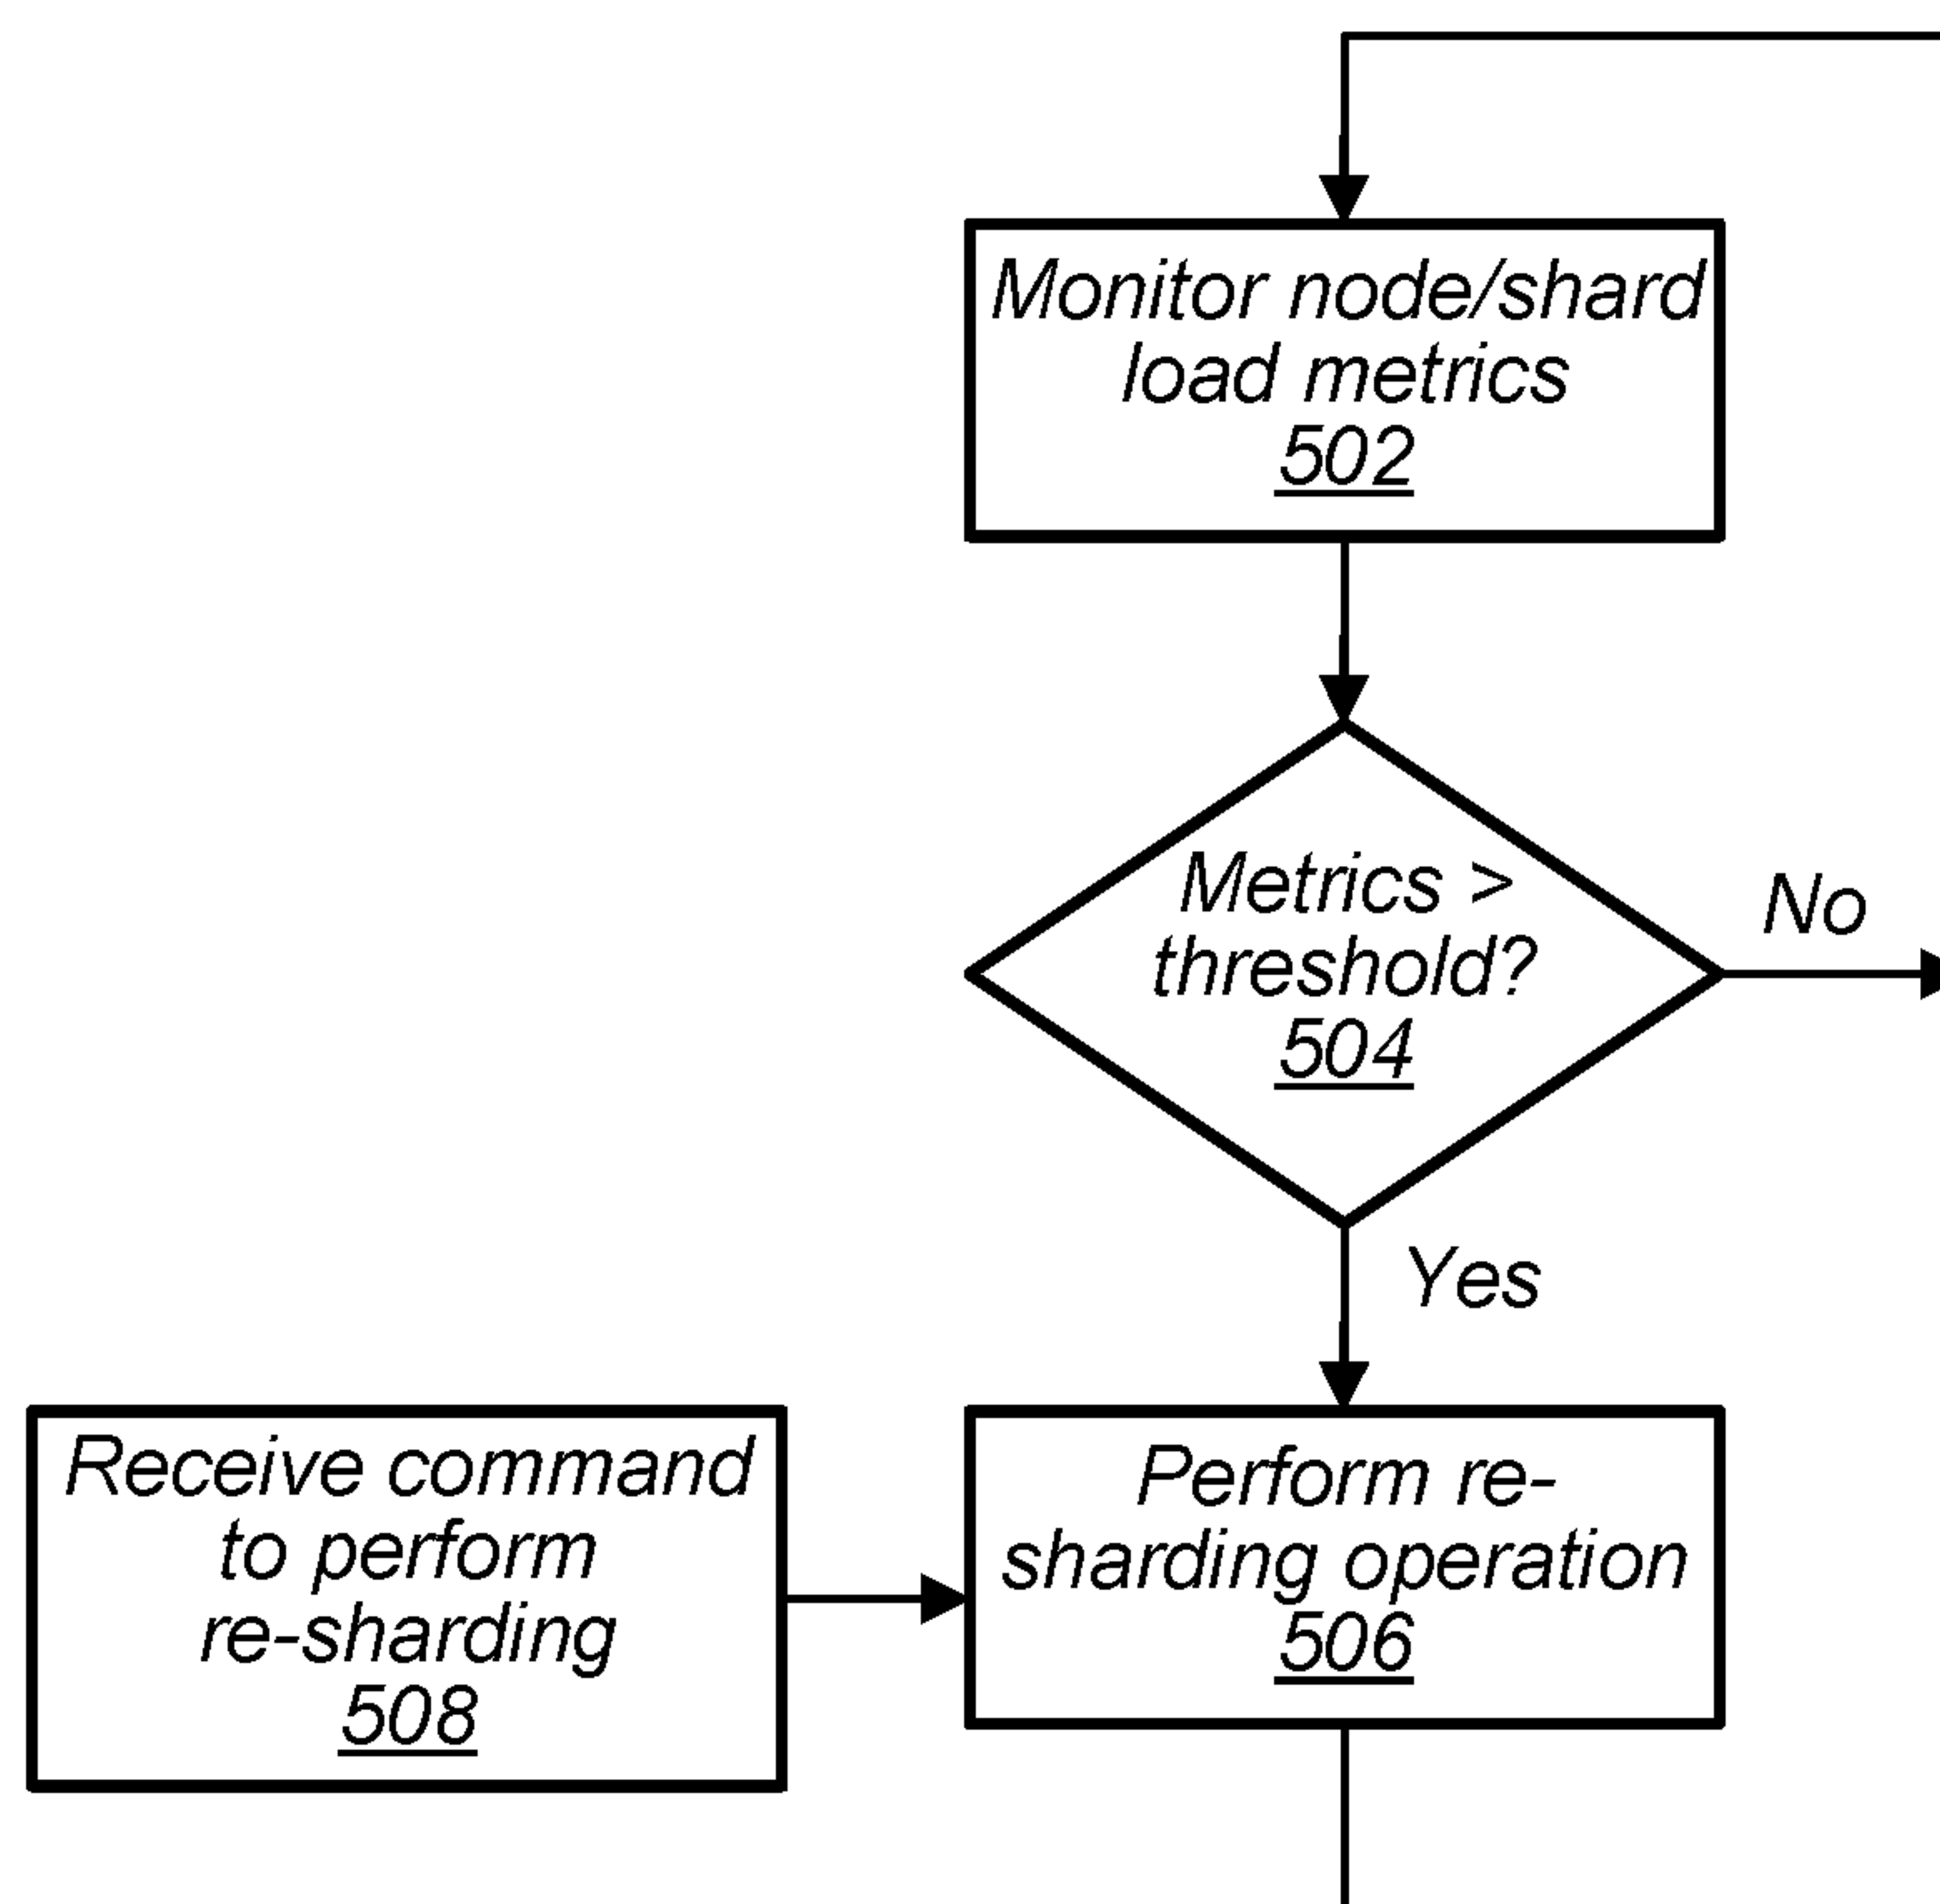 Monitor node/shard
load metrics
502
Metrics >
threshold?
504
No
Yes
Receive command
to perform
re-sharding
508
Perform re-
sharding operation
506